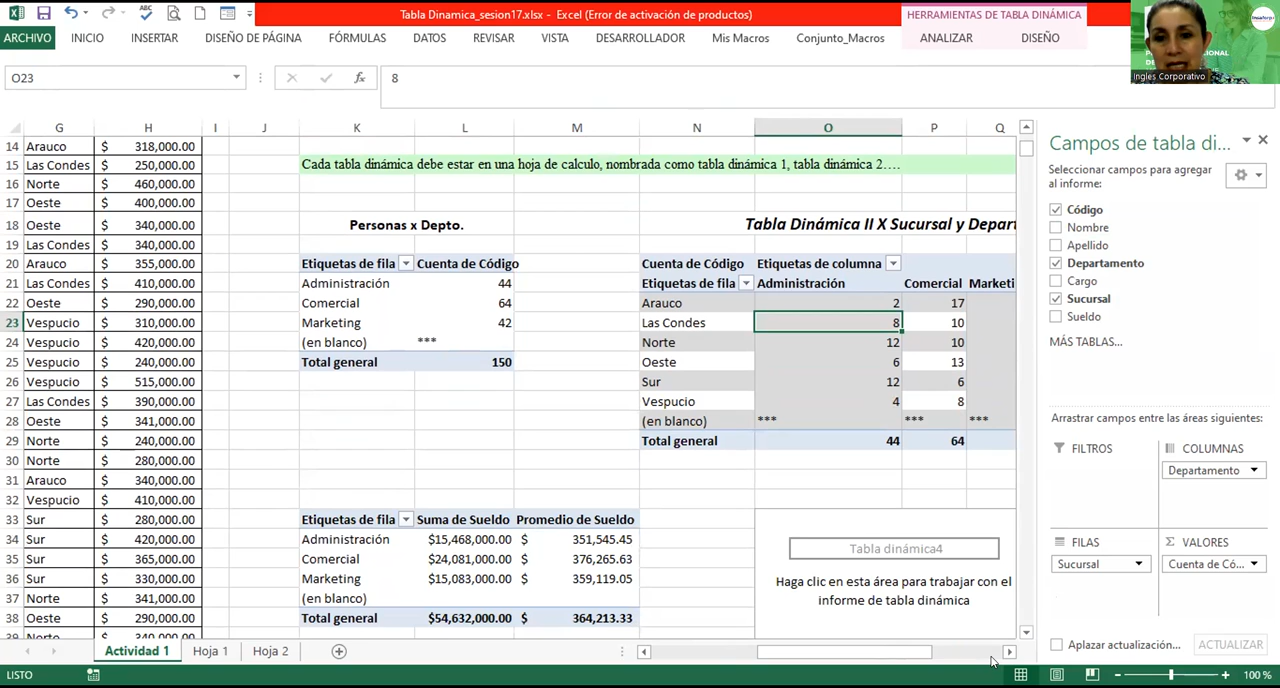 Tabla Dinamica_sesion17.xlsx - Excel (Error de activación de productos)
HERRAMIENTAS DE TABLA DINÁMICA
ARCHIVO INICIO INSERTAR DISEÑO DE PÁGINA FÓRMULAS DATOS REVISAR VISTA DESARROLLADOR Mis Macros Conjunto_Macros ANALIZAR DISEÑO
Ingles Corporativo
O23 fx 8
G H I J K L M N O P Q
14 Arauco $ 318,000.00
15 Las Condes $ 250,000.00 Cada tabla dinámica debe estar en una hoja de calculo, nombrada como tabla dinámica 1, tabla dinámica 2….
16 Norte $ 460,000.00
17 Oeste $ 400,000.00
18 Oeste $ 340,000.00 Personas x Depto. Tabla Dinámica II X Sucursal y Depart
19 Las Condes $ 340,000.00
20 Arauco $ 355,000.00 Etiquetas de fila Cuenta de Código Cuenta de Código Etiquetas de columna
21 Las Condes $ 410,000.00 Administración 44 Etiquetas de fila Administración Comercial Marketi
22 Oeste $ 290,000.00 Comercial 64 Arauco 2 17
23 Vespucio $ 310,000.00 Marketing 42 Las Condes 8 10
24 Vespucio $ 420,000.00 (en blanco) *** Norte 12 10
25 Vespucio $ 240,000.00 Total general 150 Oeste 6 13
26 Vespucio $ 515,000.00 Sur 12 6
27 Las Condes $ 390,000.00 Vespucio 4 8
28 Oeste $ 341,000.00 (en blanco) *** *** ***
29 Norte $ 240,000.00 Total general 44 64
30 Norte $ 280,000.00
31 Arauco $ 340,000.00
32 Vespucio $ 410,000.00
33 Sur $ 280,000.00 Etiquetas de fila Suma de Sueldo Promedio de Sueldo
34 Sur $ 420,000.00 Administración $15,468,000.00 $ 351,545.45
35 Sur $ 365,000.00 Comercial $24,081,000.00 $ 376,265.63
36 Sur $ 330,000.00 Marketing $15,083,000.00 $ 359,119.05
37 Norte $ 341,000.00 (en blanco)
38 Oeste $ 290,000.00 Total general $54,632,000.00 $ 364,213.33
39 Norte $ 340,000.00
Tabla dinámica4
Haga clic en esta área para trabajar con el
informe de tabla dinámica
Campos de tabla di...
Seleccionar campos para agregar
al informe:
Código
Nombre
Apellido
Departamento
Cargo
Sucursal
Sueldo
MÁS TABLAS...
Arrastrar campos entre las áreas siguientes:
FILTROS COLUMNAS
Departamento
FILAS Σ VALORES
Sucursal Cuenta de Có...
Aplazar actualización... ACTUALIZAR
Actividad 1 Hoja 1 Hoja 2
LISTO 100 %